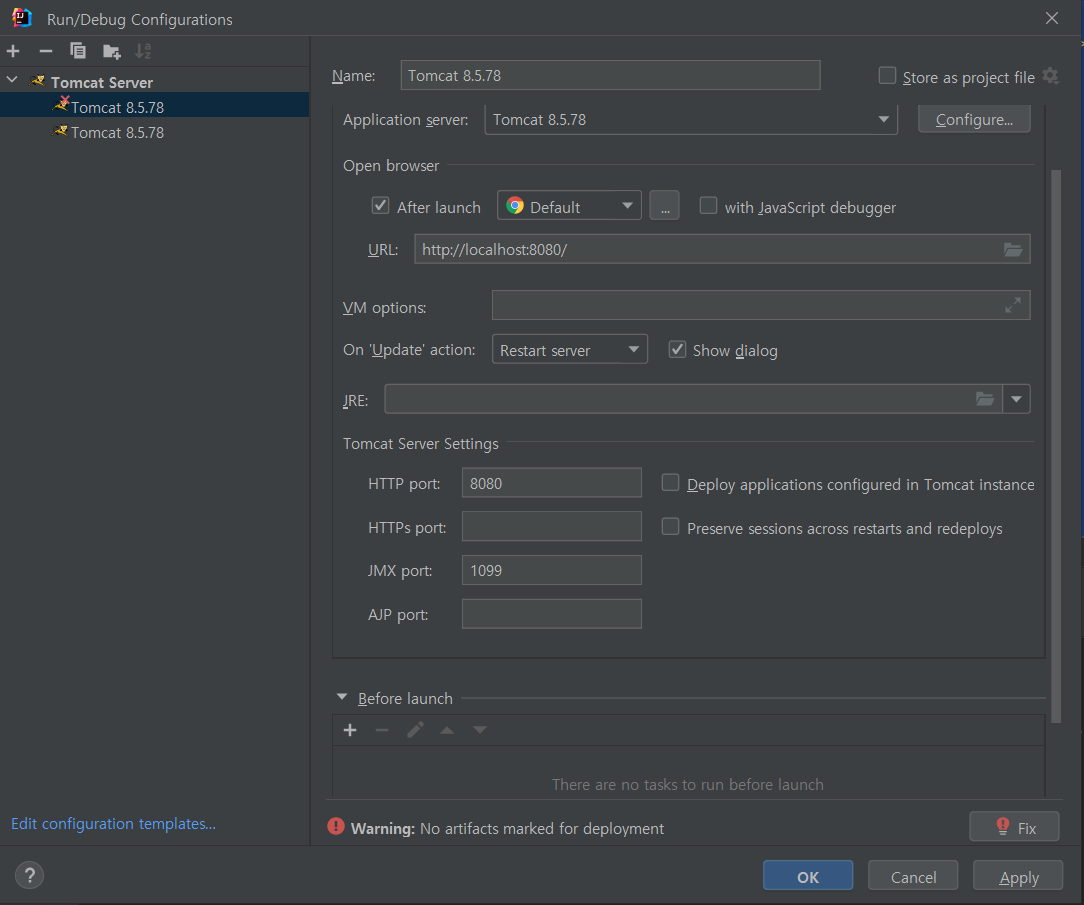 Run/Debug Configurations
Tomcat Server
Tomcat 8.5.78
Tomcat 8.5.78
Edit configuration templates...
Name: Tomcat 8.5.78 Store as project file
Application server: Tomcat 8.5.78 Configure...
Open browser
After launch Default ... with JavaScript debugger
URL: http://localhost:8080/
VM options:
On 'Update' action: Restart server Show dialog
JRE:
Tomcat Server Settings
HTTP port: 8080 Deploy applications configured in Tomcat instance
HTTPs port: Preserve sessions across restarts and redeploys
JMX port: 1099
AJP port:
Before launch
There are no tasks to run before launch
Warning: No artifacts marked for deployment Fix
? OK Cancel Apply